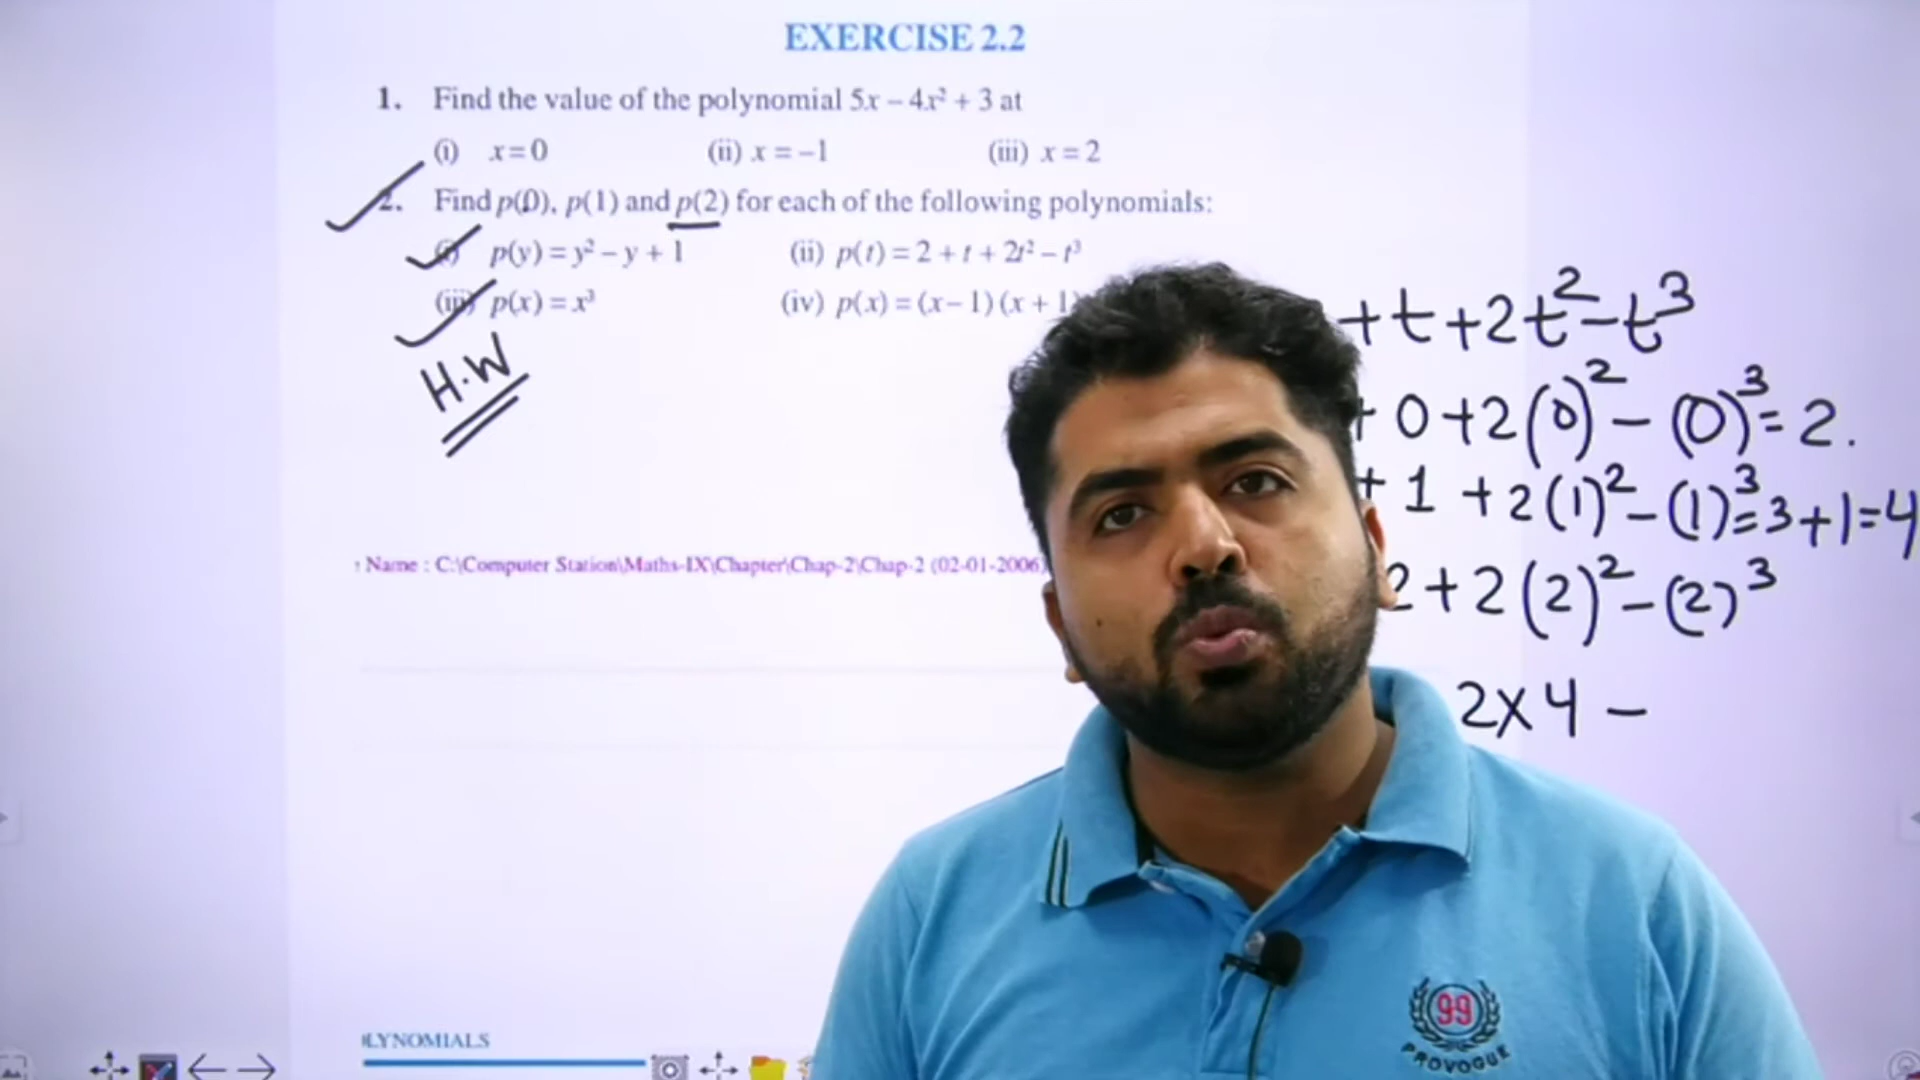 EXERCISE 2.2
1. Find the value of the polynomial 5x – 4x² + 3 at
(i) x = 0 (ii) x = –1 (iii) x = 2
2. Find p(0), p(1) and p(2) for each of the following polynomials:
(i) p(y) = y² – y + 1 (ii) p(t) = 2 + t + 2t² – t³
(iii) p(x) = x³ (iv) p(x) = (x – 1) (x + 1)
H.W
+t+2t²-t³
+ 0+2(0)²-(0)³=2.
+ 1 +2(1)²-(1)³=3+1=4
2+2(2)²-(2)³
2x4 -
Name : C:\Computer Station\Maths-IX\Chapter\Chap-2\Chap-2 (02-01-2006)
LYNOMIALS
99
PROVOGUE